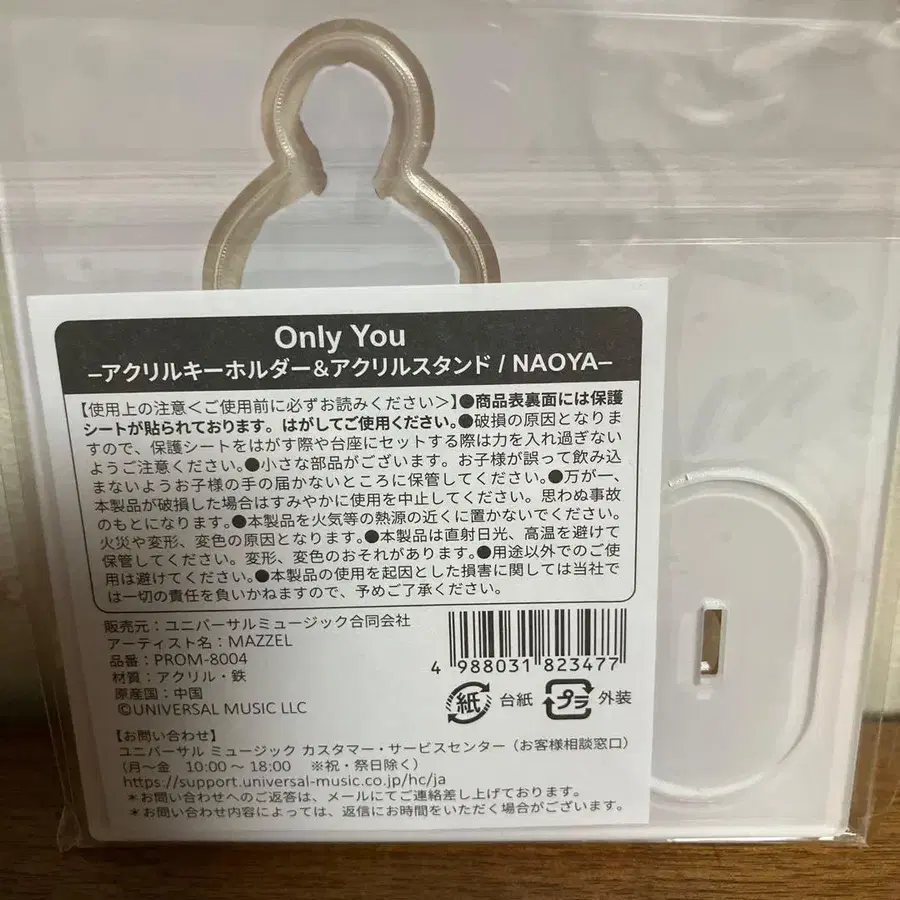 Only You
–アクリルキーホルダー&アクリルスタンド / NAOYA–
【使用上の注意＜ご使用前に必ずお読みください＞】●商品表裏面には保護
シートが貼られております。はがしてご使用ください。●破損の原因となりま
すので、保護シートをはがす際や台座にセットする際は力を入れ過ぎない
ようご注意ください。●小さな部品がございます。お子様が誤って飲み込
まないようお子様の手の届かないところに保管してください。●万が一、
本製品が破損した場合はすみやかに使用を中止してください。思わぬ事故
のもとになります。●本製品を火気等の熱源の近くに置かないでください。
火災や変形、変色の原因となります。●本製品は直射日光、高温を避けて
保管してください。変形、変色のおそれがあります。●用途以外でのご使
用は避けてください。●本製品の使用を起因とした損害に関しては当社で
は一切の責任を負いかねますので、予めご了承ください。
販売元：ユニバーサルミュージック合同会社
アーティスト名：MAZZEL
品番：PROM-8004
材質：アクリル・鉄
原産国：中国
©UNIVERSAL MUSIC LLC
4 988031 823477
紙 台紙 プラ 外装
【お問い合わせ】
ユニバーサル ミュージック カスタマー・サービスセンター（お客様相談窓口）
（月〜金 10:00〜18:00 ※祝・祭日除く）
https://support.universal-music.co.jp/hc/ja
＊お問い合わせへのご返答は、メールにてご連絡差し上げております。
＊お問い合わせ内容によっては、返信にお時間をいただく場合がございます。